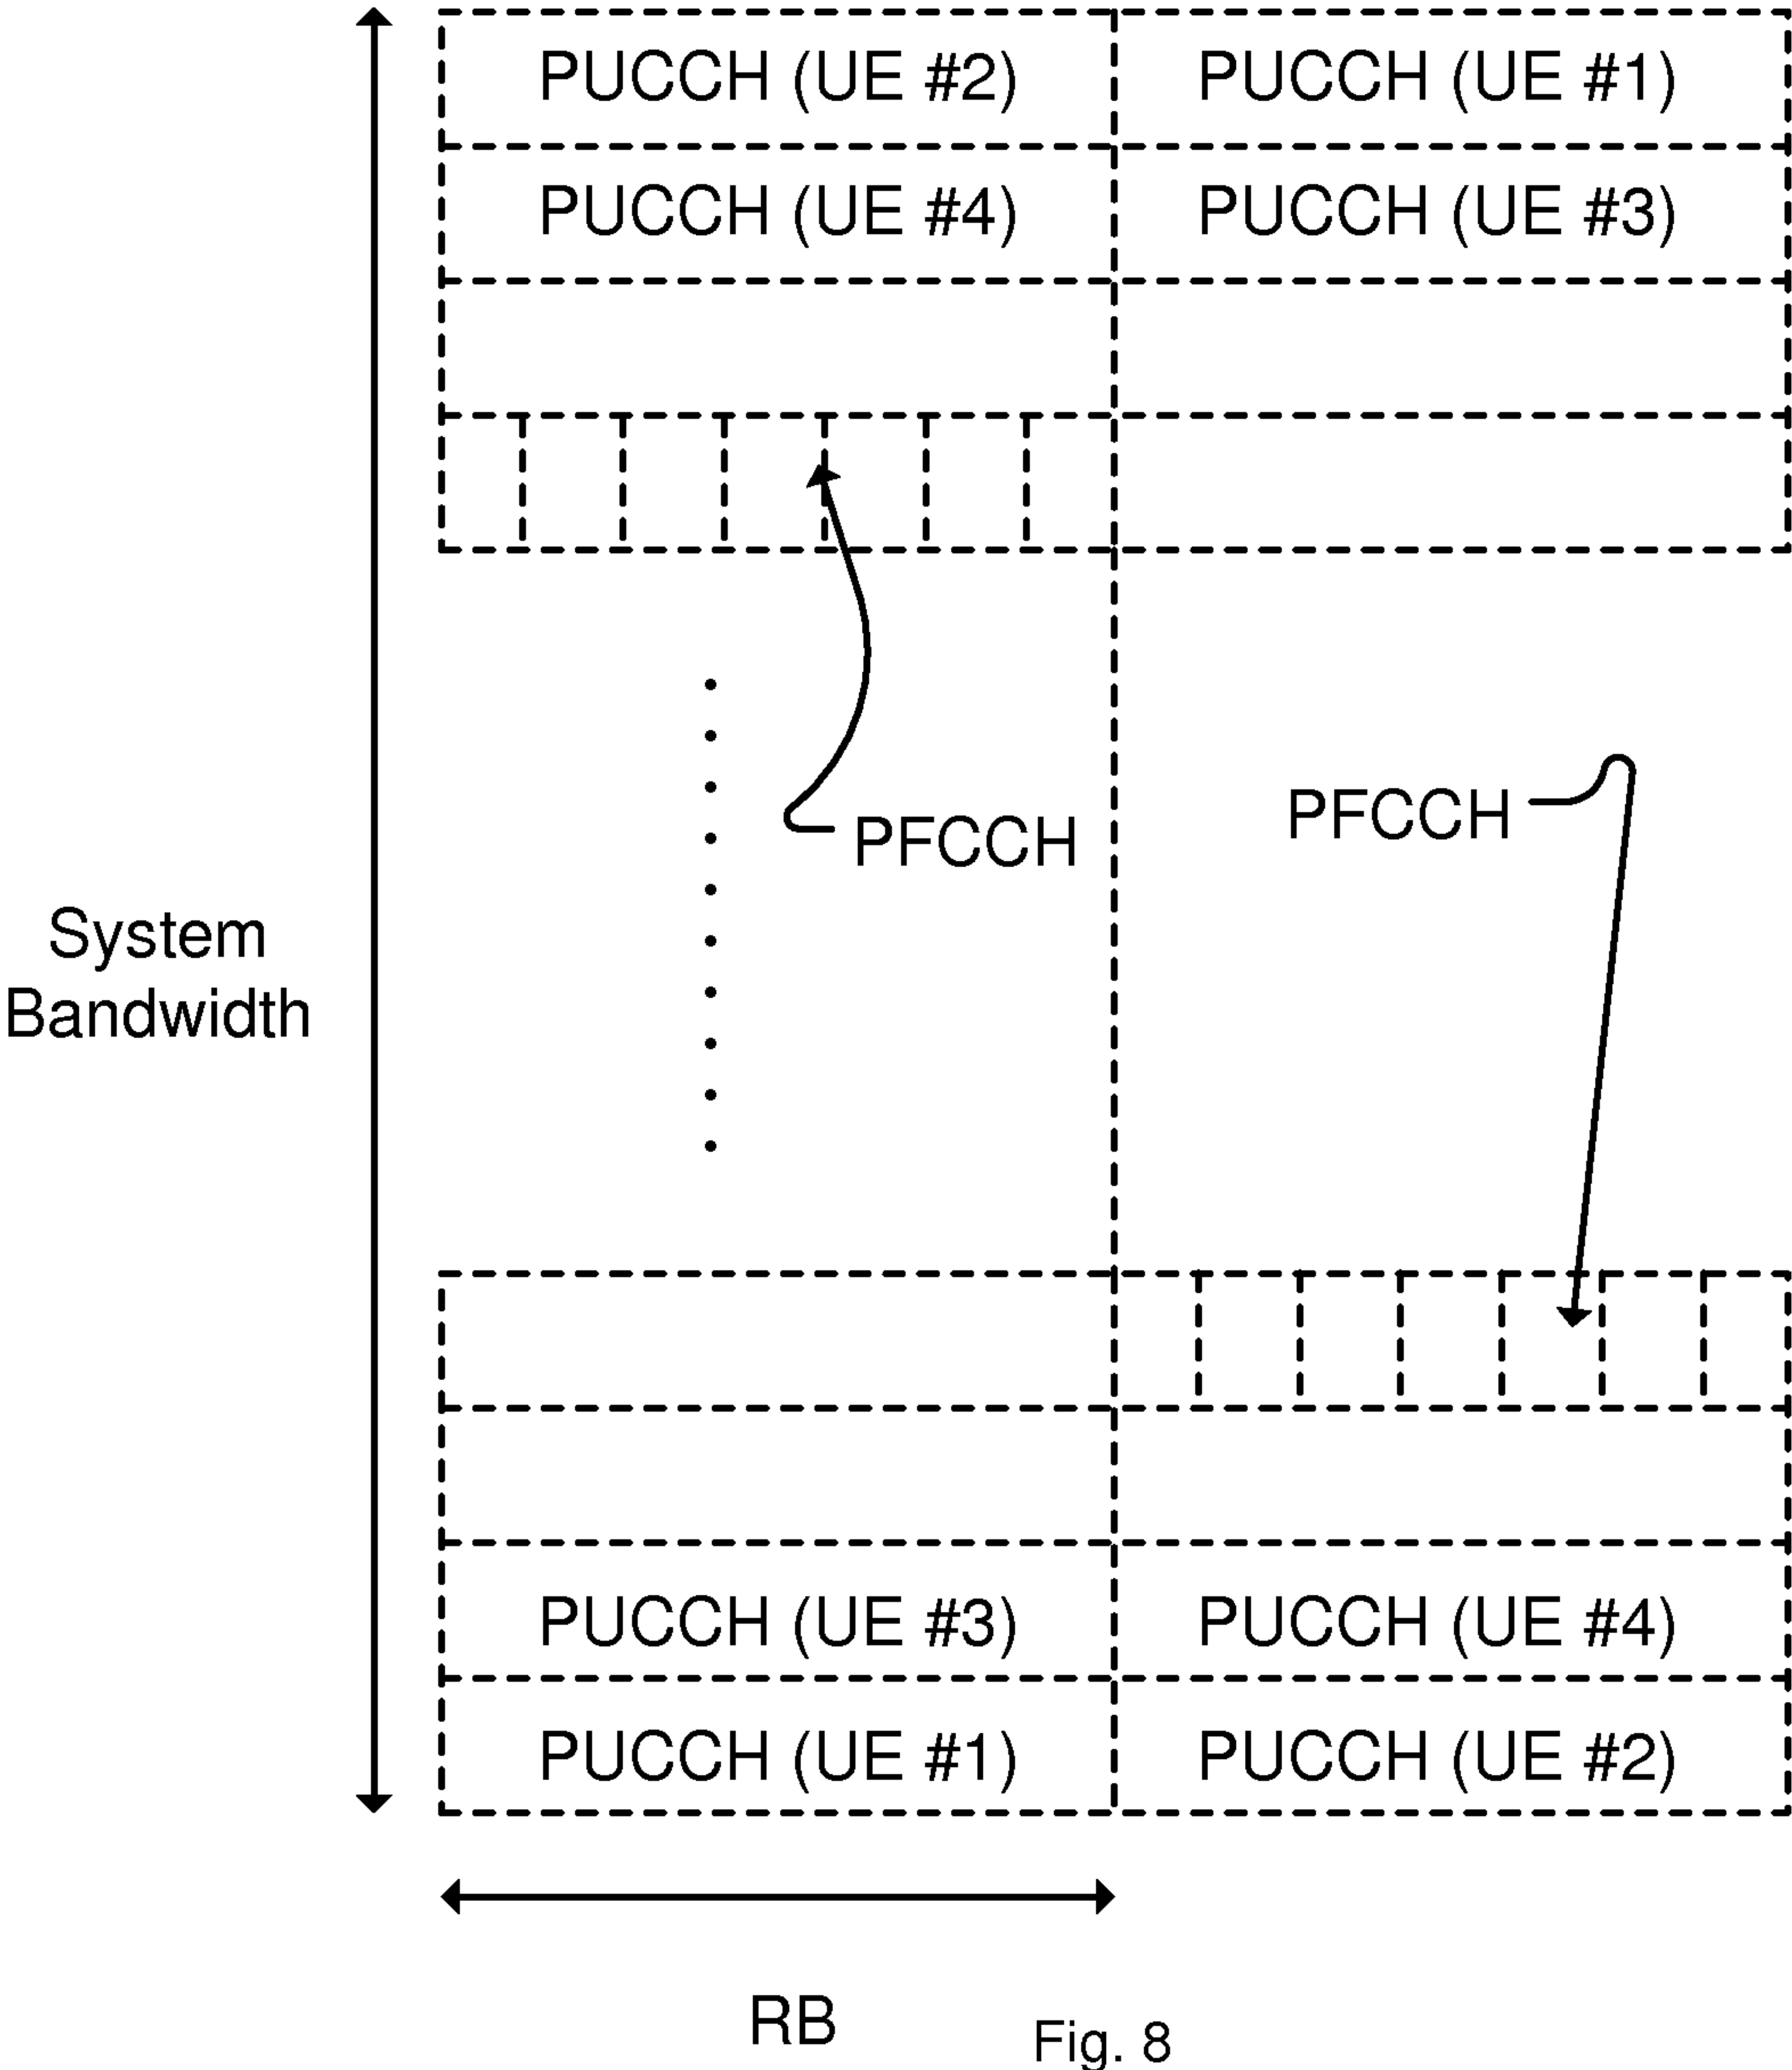 PUCCH (UE #2) PUCCH (UE #1)
PUCCH (UE #4) PUCCH (UE #3)
PFCCH
PFCCH
System
Bandwidth
PUCCH (UE #3) PUCCH (UE #4)
PUCCH (UE #1) PUCCH (UE #2)
RB
Fig. 8